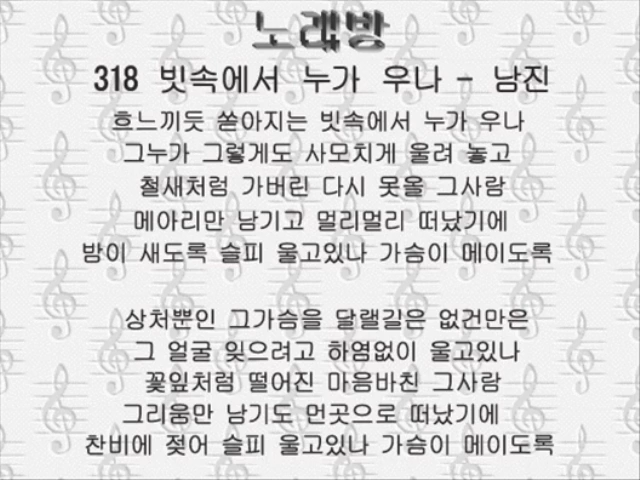 노래방
318 빗속에서 누가 우나 - 남진
흐느끼듯 쏟아지는 빗속에서 누가 우나
그누가 그렇게도 사모치게 울려 놓고
철새처럼 가버린 다시 못올 그사랑
메아리만 남기고 멀리멀리 떠났기에
밤이 새도록 슬피 울고있나 가슴이 메이도록
상처뿐인 그가슴을 달랠길은 없건만은
그 얼굴 잊으려고 하염없이 울고있나
꽃잎처럼 떨어진 마음바친 그사랑
그리움만 남기도 먼곳으로 떠났기에
찬비에 젖어 슬피 울고있나 가슴이 메이도록